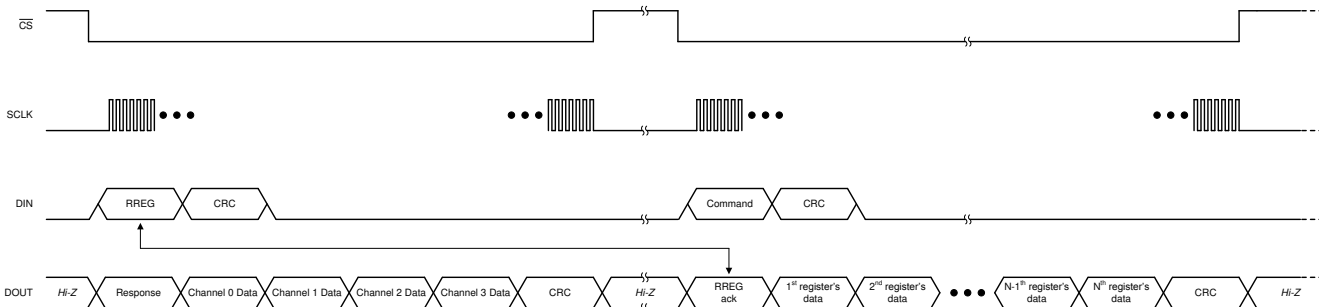 CS
SCLK
DIN RREG CRC Command CRC
DOUT Hi-Z Response Channel 0 Data Channel 1 Data Channel 2 Data Channel 3 Data CRC Hi-Z RREG ack 1st register's data 2nd register's data N-1th register's data Nth register's data CRC Hi-Z